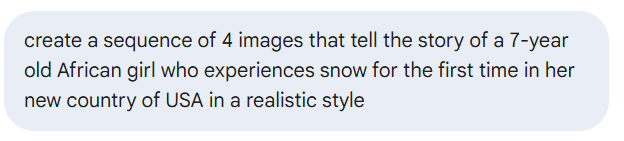 create a sequence of 4 images that tell the story of a 7-year
old African girl who experiences snow for the first time in her
new country of USA in a realistic style